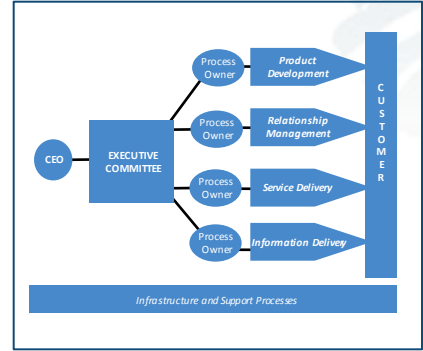 CEO
EXECUTIVE
COMMITTEE
Process
Owner
Product
Development
Process
Owner
Relationship
Management
Process
Owner
Service Delivery
Process
Owner
Information Delivery
C
U
S
T
O
M
E
R
Infrastructure and Support Processes